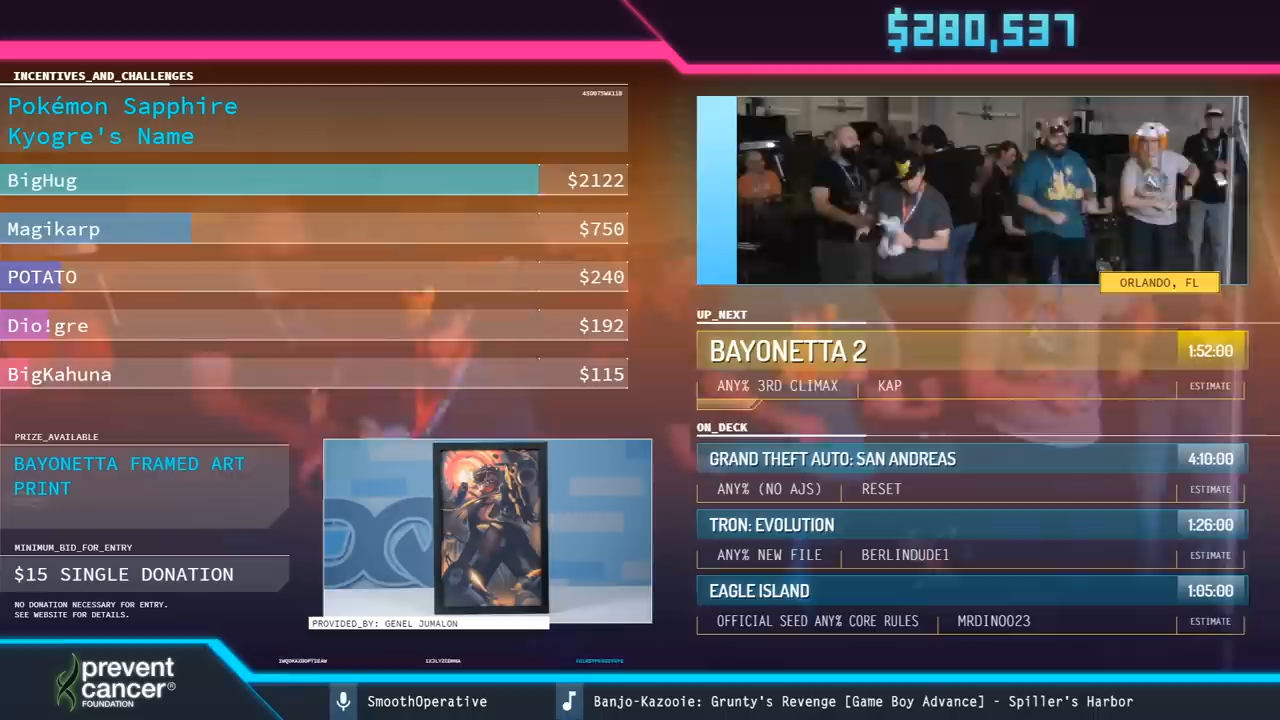 $280,537
INCENTIVES_AND_CHALLENGES
Pokémon Sapphire
Kyogre's Name
BigHug $2122
Magikarp $750
POTATO $240
Dio!gre $192
BigKahuna $115
PRIZE_AVAILABLE
BAYONETTA FRAMED ART
PRINT
MINIMUM_BID_FOR_ENTRY
$15 SINGLE DONATION
NO DONATION NECESSARY FOR ENTRY.
SEE WEBSITE FOR DETAILS.
PROVIDED_BY: GENEL JUMALON
ORLANDO, FL
UP_NEXT
BAYONETTA 2 1:52:00
ANY% 3RD CLIMAX KAP ESTIMATE
ON_DECK
GRAND THEFT AUTO: SAN ANDREAS 4:10:00
ANY% (NO AJS) RESET ESTIMATE
TRON: EVOLUTION 1:26:00
ANY% NEW FILE BERLINDUDE1 ESTIMATE
EAGLE ISLAND 1:05:00
OFFICIAL SEED ANY% CORE RULES MRDINO023 ESTIMATE
prevent
cancer®
FOUNDATION
SmoothOperative
Banjo-Kazooie: Grunty's Revenge [Game Boy Advance] - Spiller's Harbor